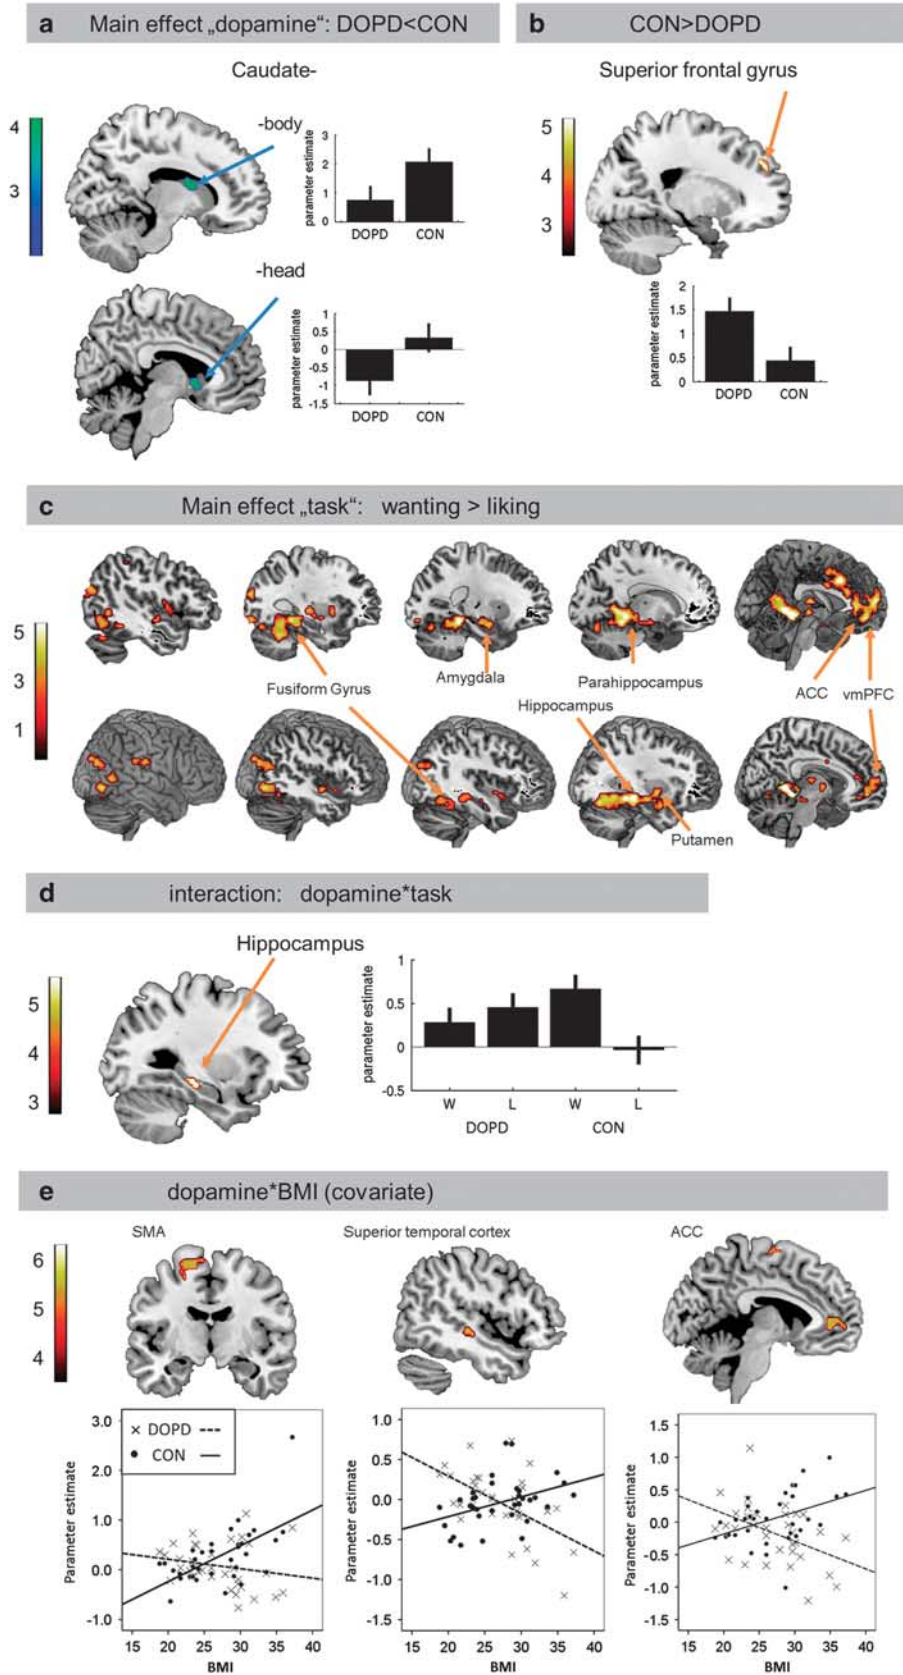 a Main effect „dopamine“: DOPD<CON
b CON>DOPD
Caudate-
-body
4
3
parameter estimate
3
2
1
0
DOPD CON
-head
parameter estimate
0.5
0
-0.5
-1
-1.5
DOPD CON
Superior frontal gyrus
5
4
3
parameter estimate
2
1.5
1
0.5
0
DOPD CON
c Main effect „task“: wanting > liking
5
3
1
Fusiform Gyrus
Amygdala
Parahippocampus
Hippocampus
ACC vmPFC
Putamen
d interaction: dopamine*task
Hippocampus
5
4
3
parameter estimate
1
0.5
0
-0.5
W L W L
DOPD CON
e dopamine*BMI (covariate)
SMA Superior temporal cortex ACC
6
5
4
Parameter estimate
3.0
2.0
1.0
0.0
-1.0
× DOPD
• CON
15 20 25 30 35 40
BMI
Parameter estimate
1.0
0.5
0.0
-0.5
-1.0
-1.5
15 20 25 30 35 40
BMI
Parameter estimate
1.5
1.0
0.5
0.0
-0.5
-1.0
-1.5
15 20 25 30 35 40
BMI